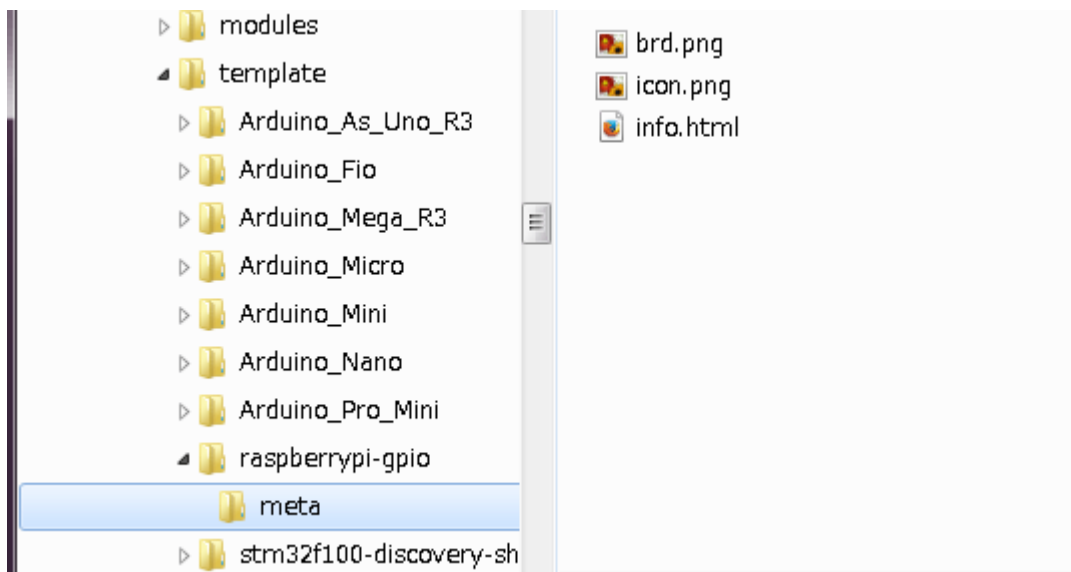 modules
template
Arduino_As_Uno_R3
Arduino_Fio
Arduino_Mega_R3
Arduino_Micro
Arduino_Mini
Arduino_Nano
Arduino_Pro_Mini
raspberrypi-gpio
meta
stm32f100-discovery-sh
brd.png
icon.png
info.html